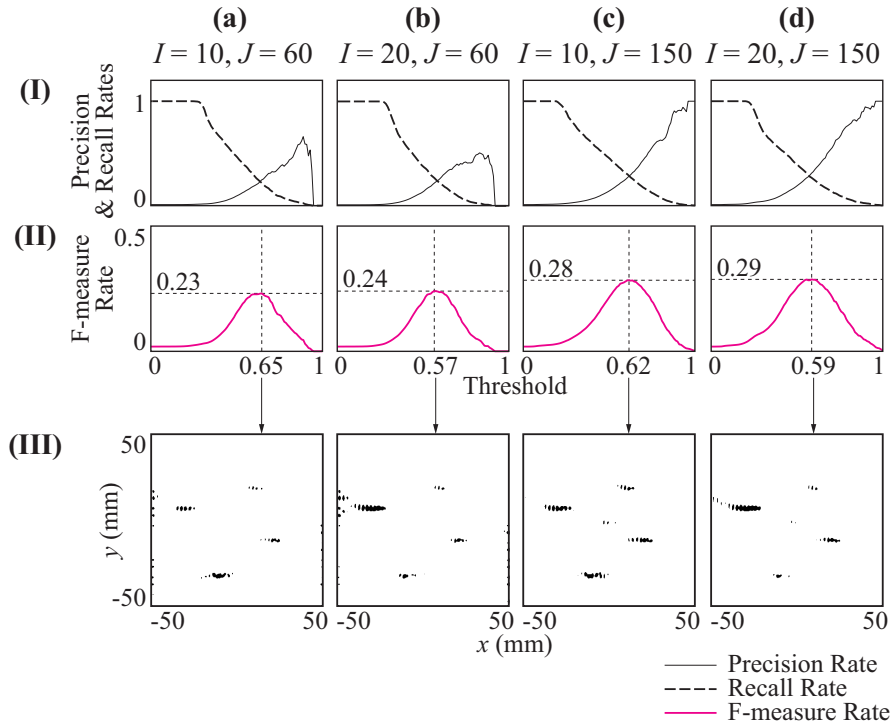 (a) (b) (c) (d)
I = 10, J = 60 I = 20, J = 60 I = 10, J = 150 I = 20, J = 150
(I)
Precision
& Recall Rates
1
0
(II)
F-measure
Rate
0.5
0
0.23 0.24 0.28 0.29
0 0.65 1 0 0.57 1 0 0.62 1 0 0.59 1
Threshold
(III)
y (mm)
50
-50
-50 50 -50 50 -50 50 -50 50
x (mm)
Precision Rate
Recall Rate
F-measure Rate